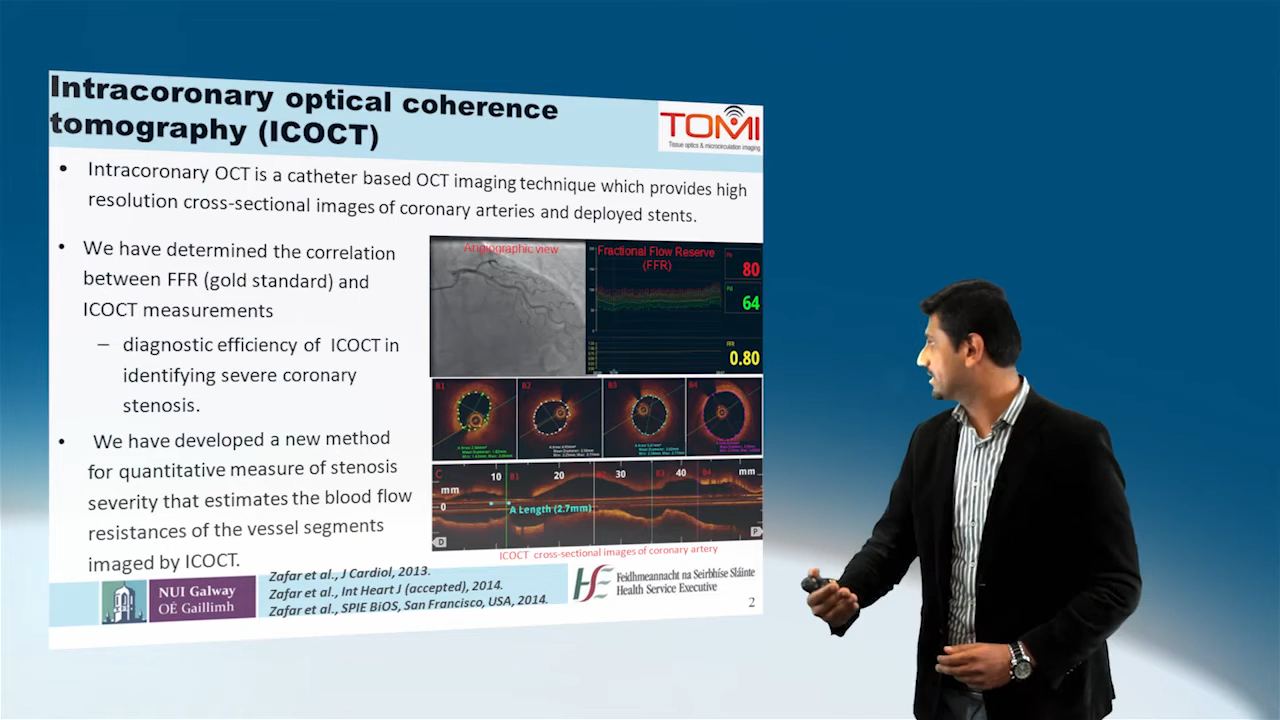 Intracoronary optical coherence
tomography (ICOCT)
TOMI
Tissue optics & microcirculation imaging
• Intracoronary OCT is a catheter based OCT imaging technique which provides high
resolution cross-sectional images of coronary arteries and deployed stents.
• We have determined the correlation
between FFR (gold standard) and
ICOCT measurements
– diagnostic efficiency of ICOCT in
identifying severe coronary
stenosis.
• We have developed a new method
for quantitative measure of stenosis
severity that estimates the blood flow
resistances of the vessel segments
imaged by ICOCT.
Angiographic view
Fractional Flow Reserve
(FFR)
80
64
FFR
0.80
B1 B2 B3 B4
C 10 B1 20 B2 30 B3 40 B4 mm
mm
0
A Length (2.7mm)
D P
ICOCT cross-sectional images of coronary artery
NUI Galway
OÉ Gaillimh
Zafar et al., J Cardiol, 2013.
Zafar et al., Int Heart J (accepted), 2014.
Zafar et al., SPIE BiOS, San Francisco, USA, 2014.
Feidhmeannacht na Seirbhíse Sláinte
Health Service Executive
2